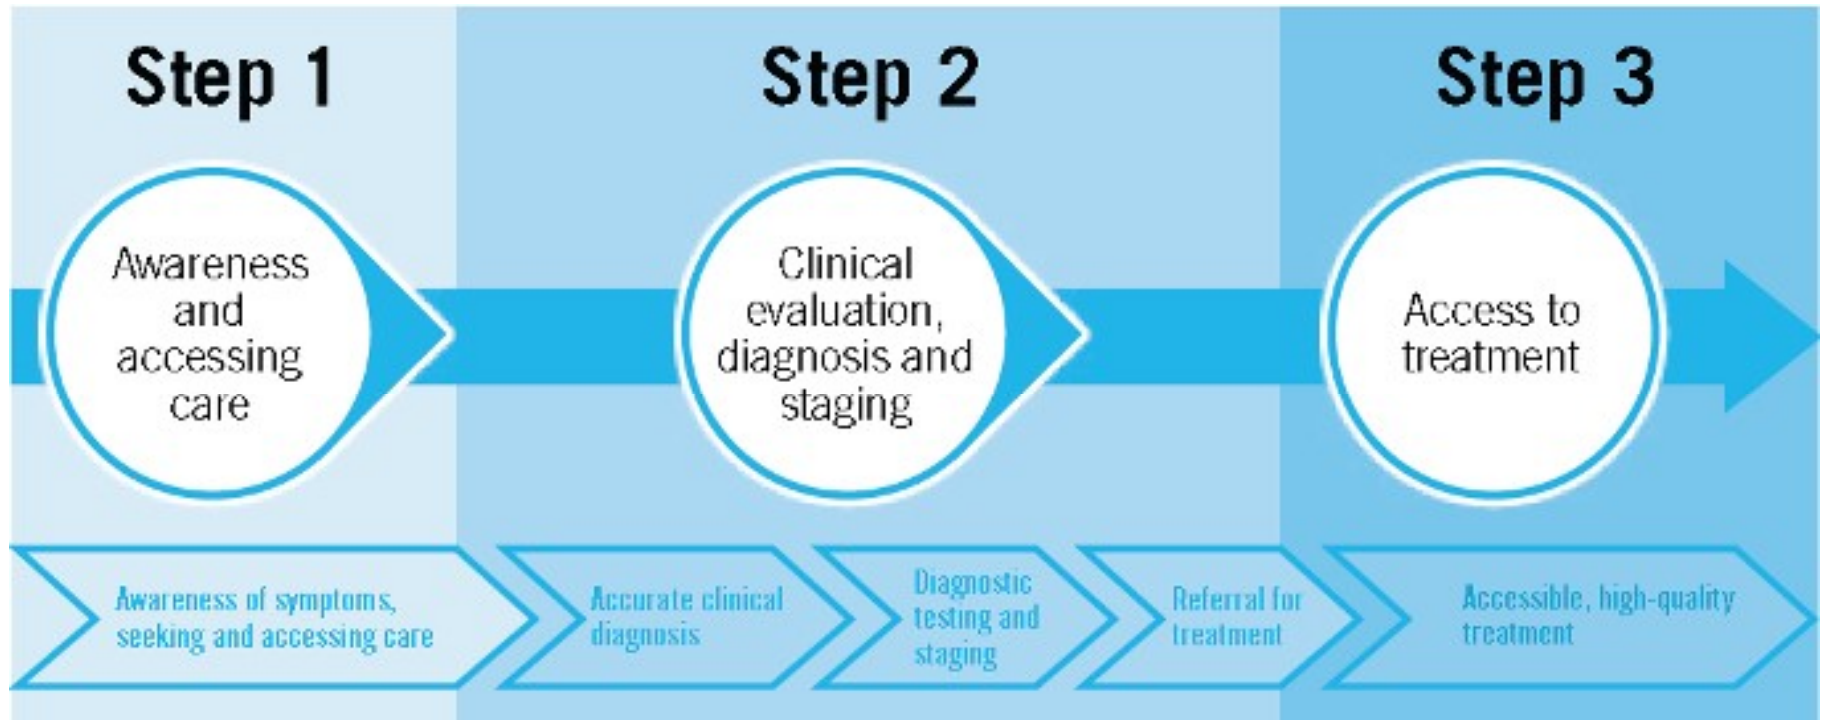 Step 1
Step 2
Step 3
Awareness
and
accessing
care
Clinical
evaluation,
diagnosis and
staging
Access to
treatment
Awareness of symptoms,
seeking and accessing care
Accurate clinical
diagnosis
Diagnostic
testing and
staging
Referral for
treatment
Accessible, high-quality
treatment